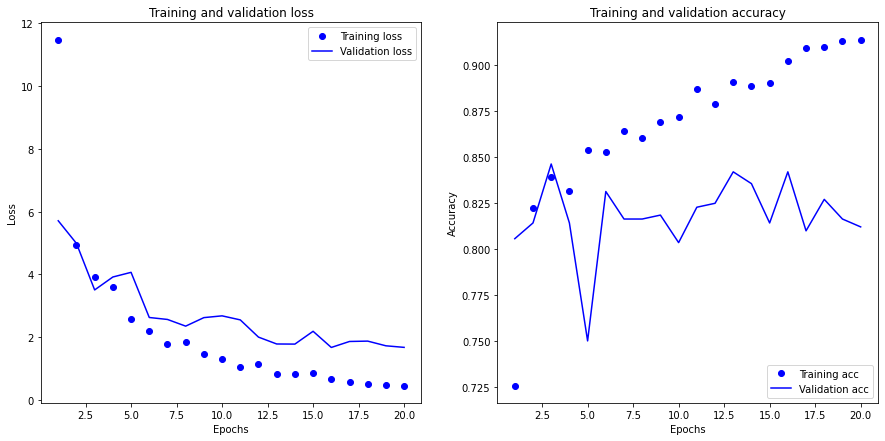 Training and validation loss
12
10
8
6
4
2
0
Loss
2.5 5.0 7.5 10.0 12.5 15.0 17.5 20.0
Epochs
Training loss
Validation loss
Training and validation accuracy
0.900
0.875
0.850
0.825
0.800
0.775
0.750
0.725
Accuracy
2.5 5.0 7.5 10.0 12.5 15.0 17.5 20.0
Epochs
Training acc
Validation acc